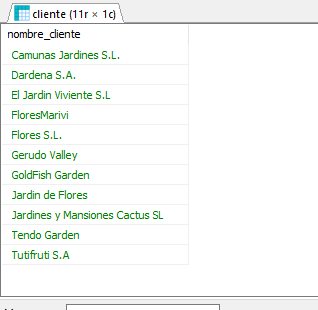 cliente (11r × 1c)
nombre_cliente
Camunas Jardines S.L.
Dardena S.A.
El Jardin Viviente S.L
FloresMarivi
Flores S.L.
Gerudo Valley
GoldFish Garden
Jardin de Flores
Jardines y Mansiones Cactus SL
Tendo Garden
Tutifruti S.A